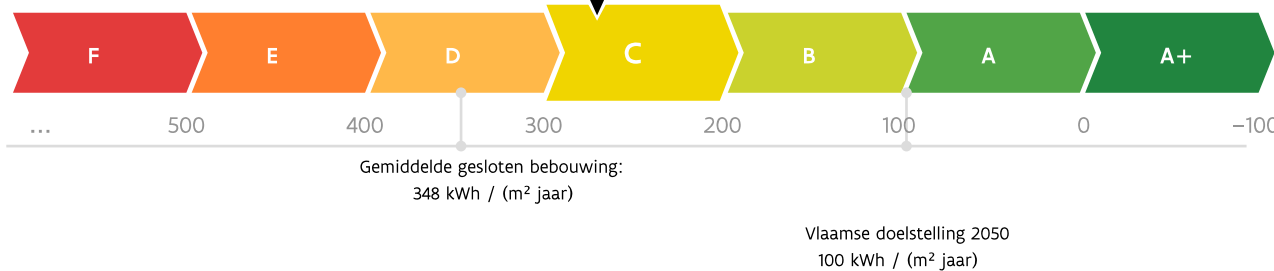 F E D C B A A+
... 500 400 300 200 100 0 −100
Gemiddelde gesloten bebouwing:
348 kWh / (m² jaar)
Vlaamse doelstelling 2050
100 kWh / (m² jaar)